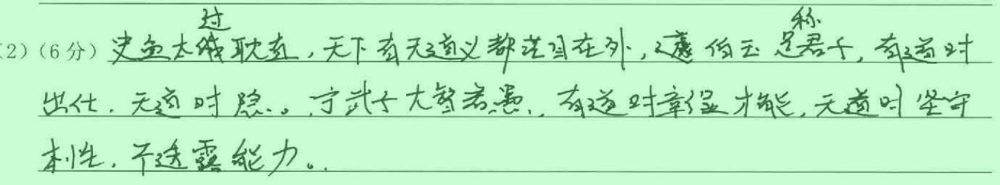 (2)(6分)史鱼太过耿直,天下有无道义都锋芒在外,蘧伯玉足称君子,有道时
出仕,无道时隐。宁武子大智若愚,有道时彰显才能,无道时坚守
本性,不透露能力。